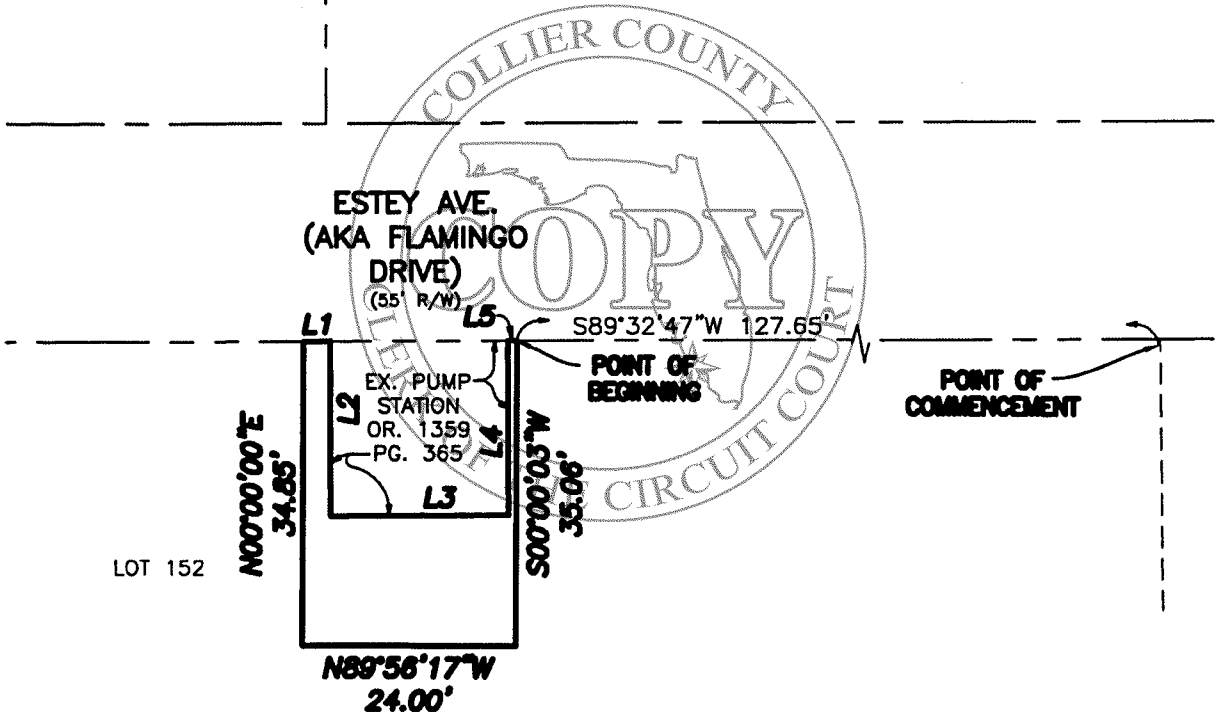 COLLIER COUNTY
COPY
CLERK OF THE CIRCUIT COURT
ESTEY AVE.
(AKA FLAMINGO
DRIVE)
(55' R/W)
L1
L5
S89°32'47"W 127.65'
POINT OF
BEGINNING
POINT OF
COMMENCEMENT
EX. PUMP
STATION
OR. 1359
PG. 365
L2
L4
L3
N00°00'00"E
34.85'
S00°00'03"W
35.06'
LOT 152
N89°56'17"W
24.00'